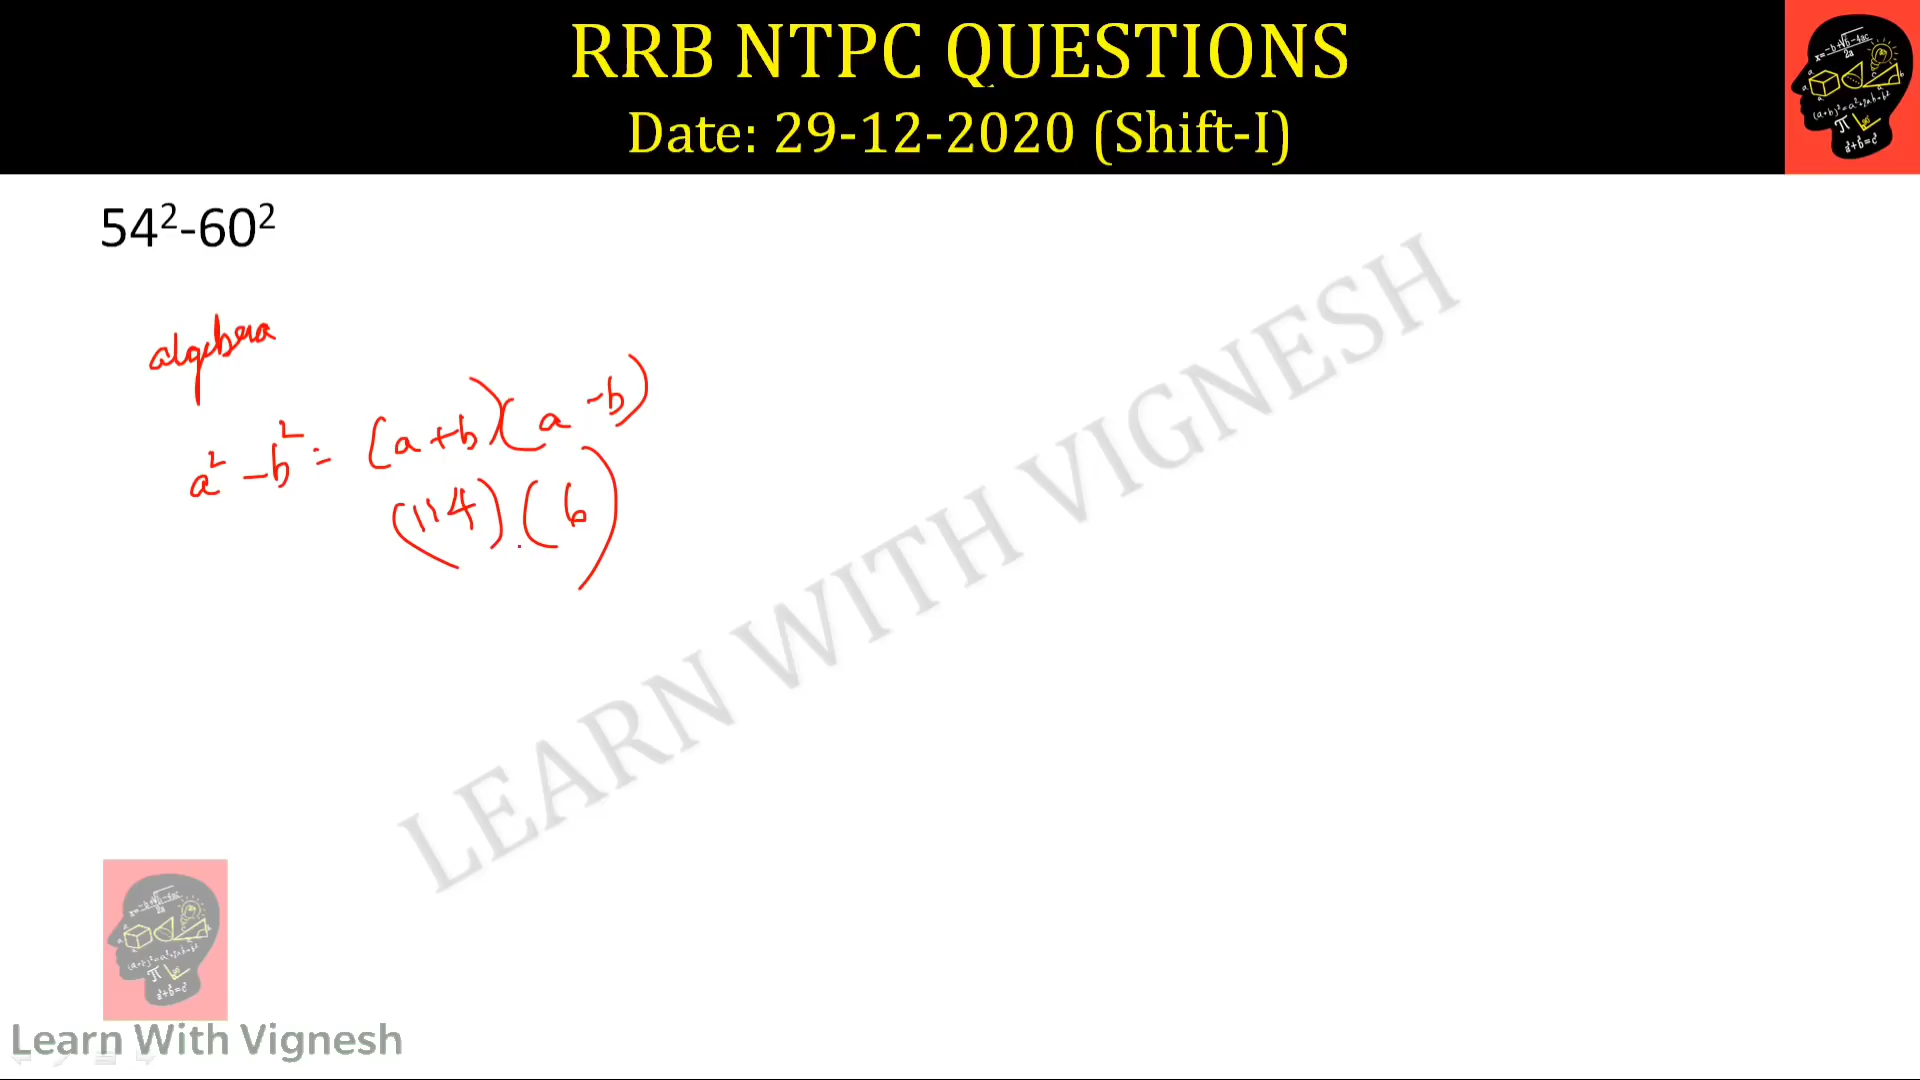 RRB NTPC QUESTIONS
Date: 29-12-2020 (Shift-I)
54²-60²
algebra
a² - b² = (a + b) (a - b)
(114) (6)
LEARN WITH VIGNESH
Learn With Vignesh